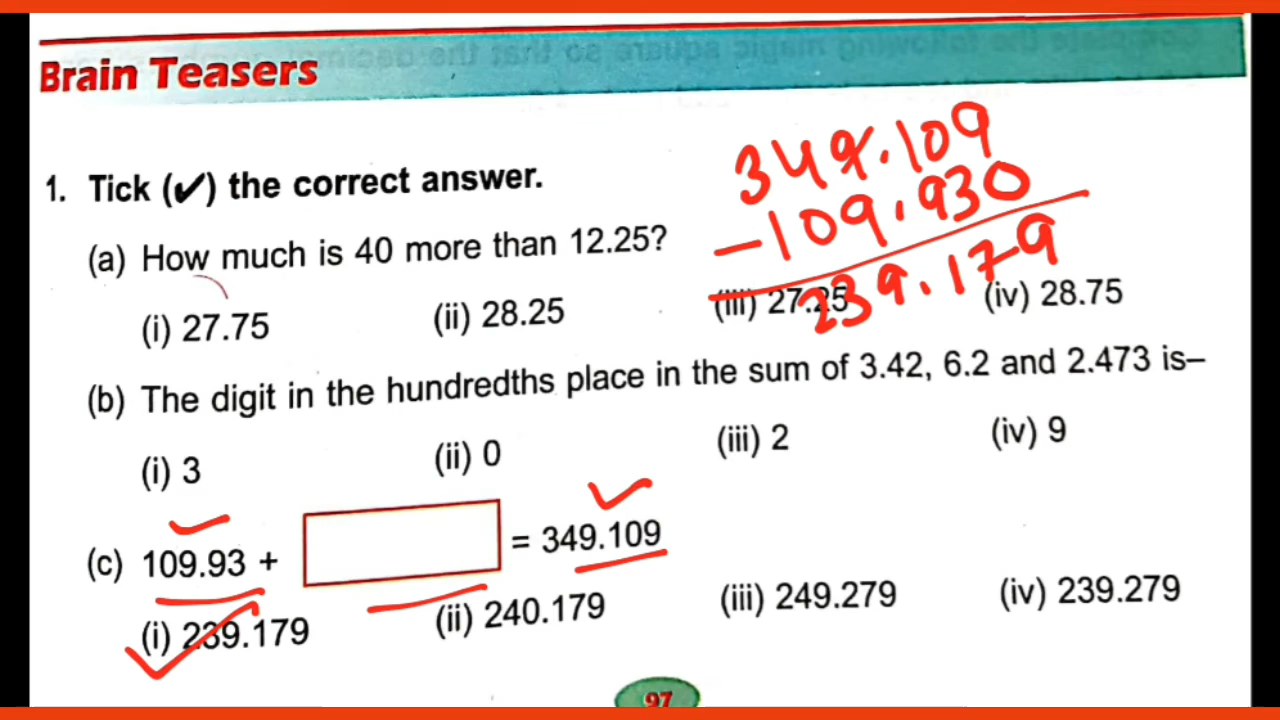 Brain Teasers
1. Tick (✓) the correct answer.
349.109
-109.930
239.179
(a) How much is 40 more than 12.25?
(i) 27.75 (ii) 28.25 (iii) 27.25 (iv) 28.75
(b) The digit in the hundredths place in the sum of 3.42, 6.2 and 2.473 is–
(i) 3 (ii) 0 (iii) 2 (iv) 9
(c) 109.93 + = 349.109
(i) 239.179 (ii) 240.179 (iii) 249.279 (iv) 239.279
97